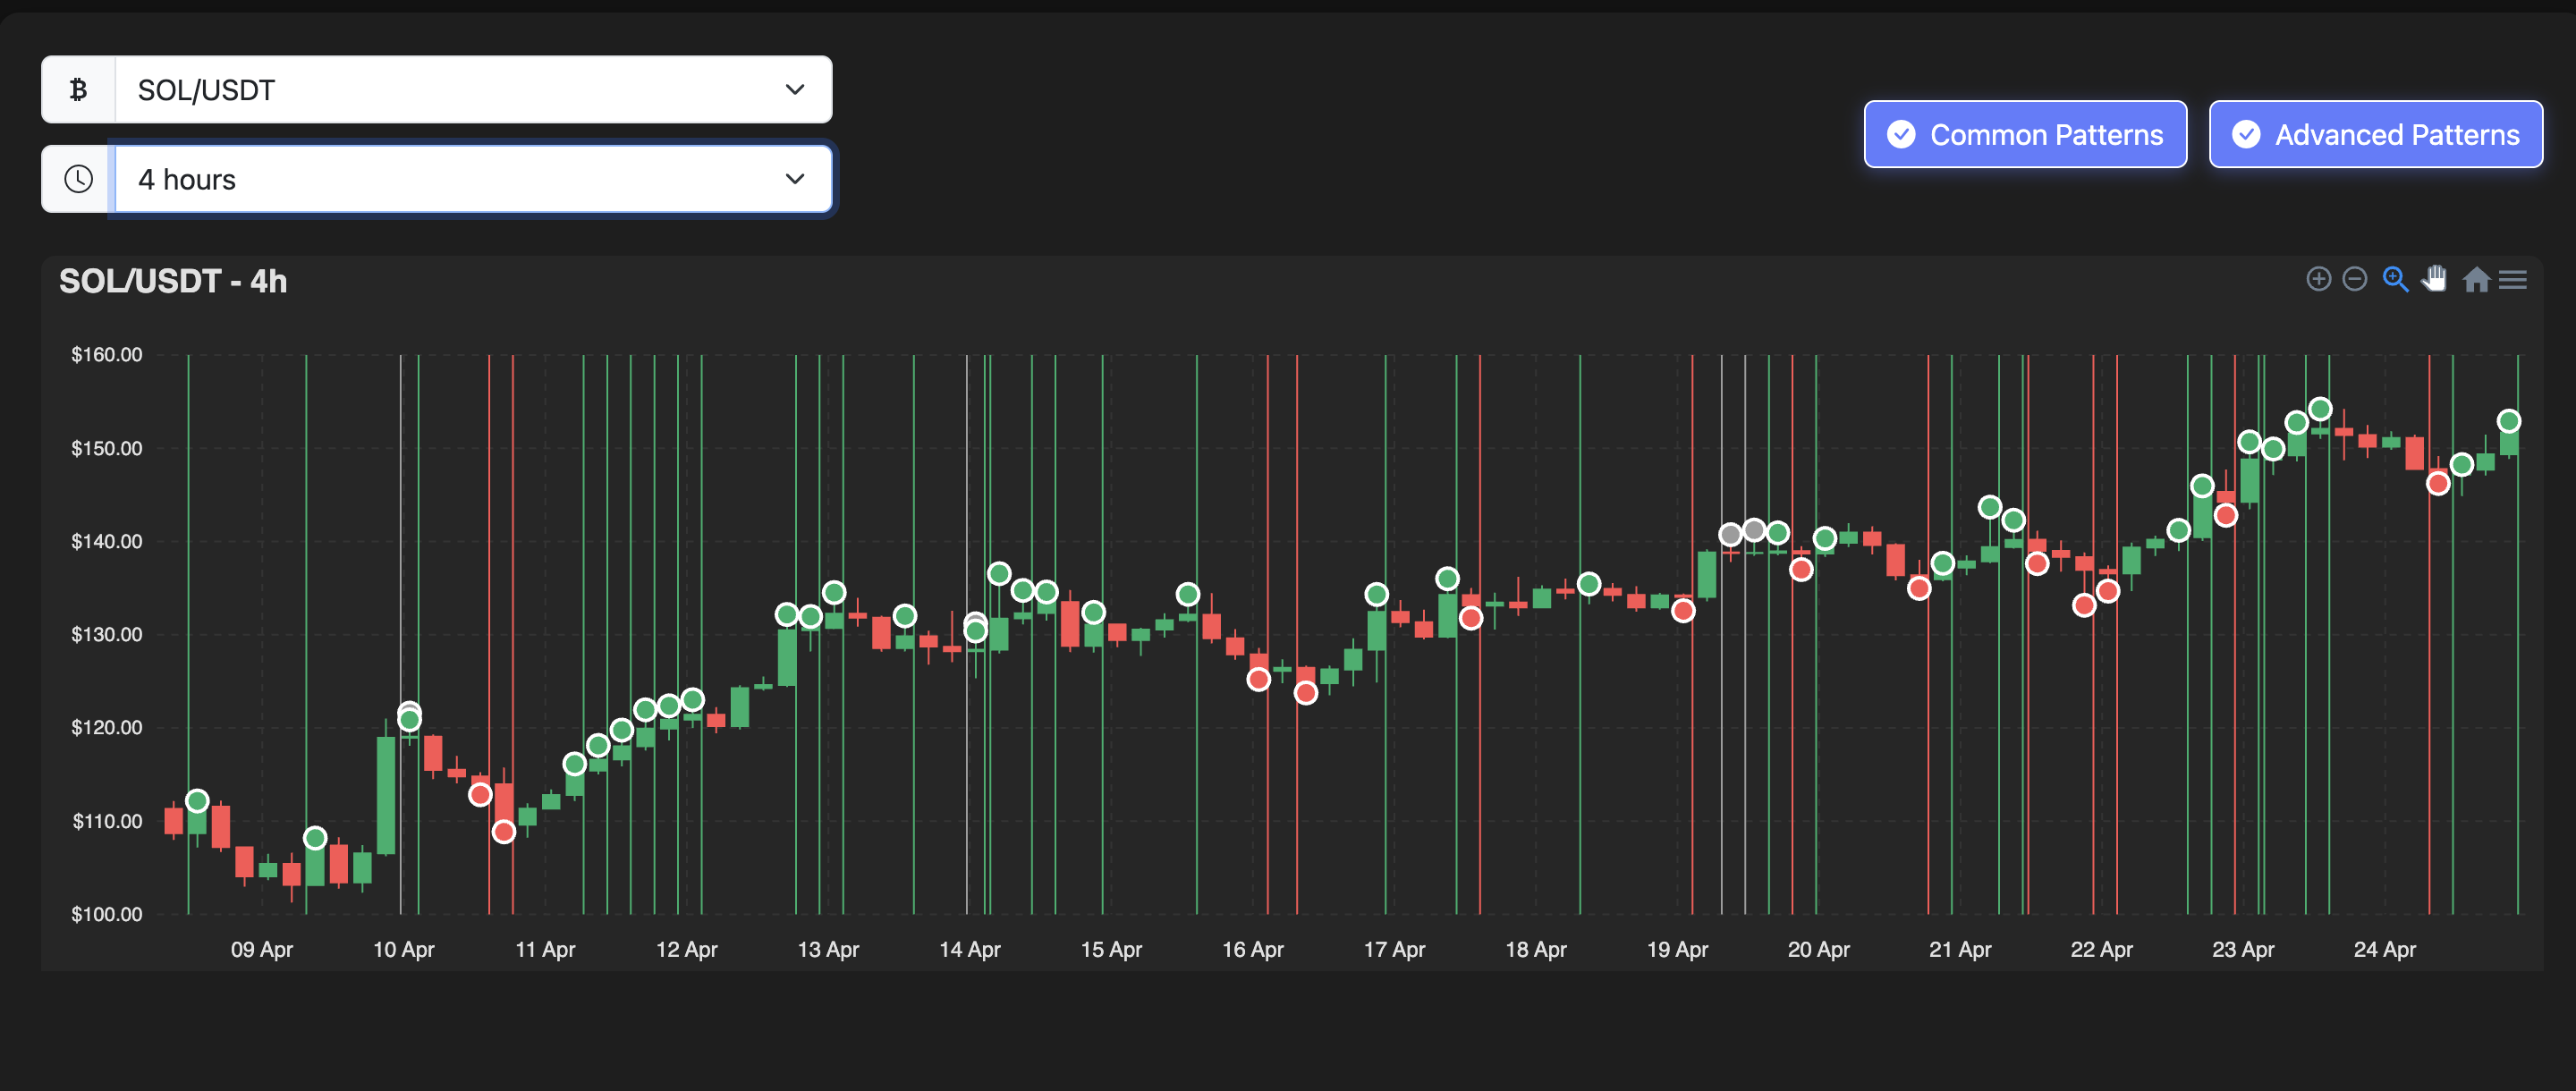 SOL/USDT
4 hours
Common Patterns
Advanced Patterns
SOL/USDT - 4h
$160.00
$150.00
$140.00
$130.00
$120.00
$110.00
$100.00
09 Apr
10 Apr
11 Apr
12 Apr
13 Apr
14 Apr
15 Apr
16 Apr
17 Apr
18 Apr
19 Apr
20 Apr
21 Apr
22 Apr
23 Apr
24 Apr